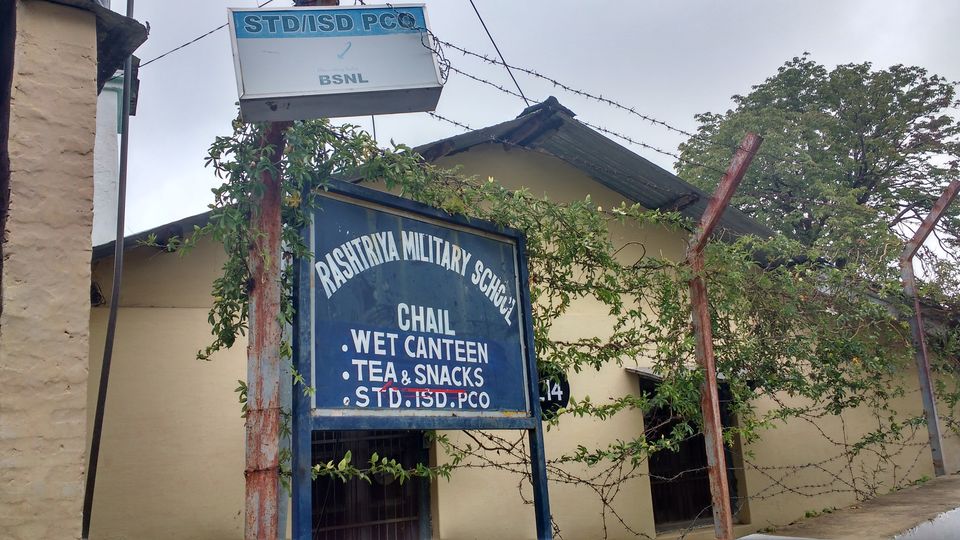 STD/ISD PCO
BSNL
RASHTRIYA MILITARY SCHOOL
CHAIL
. WET CANTEEN
. TEA & SNACKS
. STD.ISD.PCO